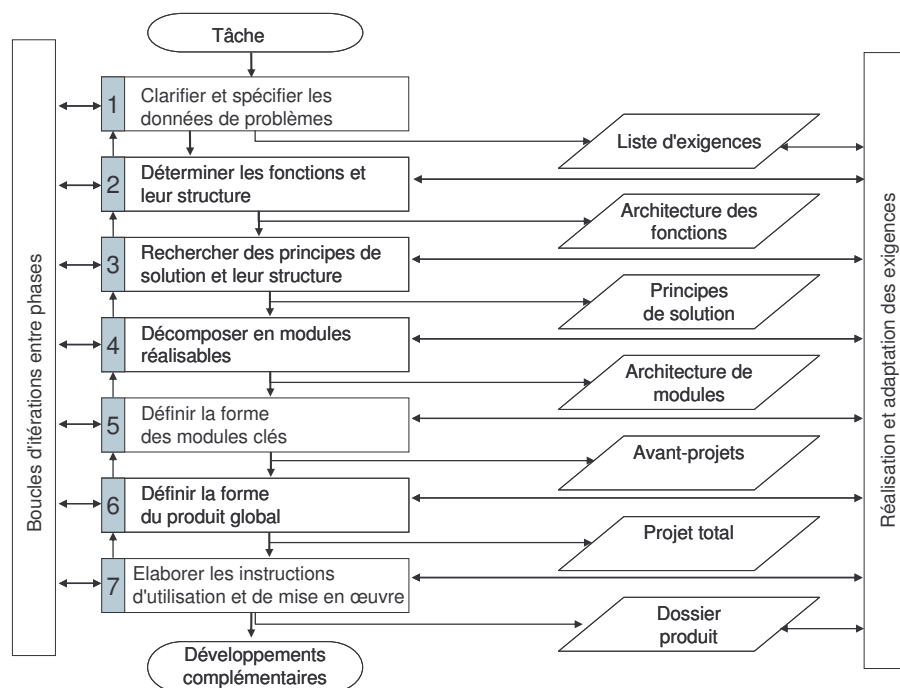 Tâche
Boucles d'itérations entre phases
1
Clarifier et spécifier les
données de problèmes
Liste d'exigences
2
Déterminer les fonctions et
leur structure
Architecture des
fonctions
3
Rechercher des principes de
solution et leur structure
Principes
de solution
4
Décomposer en modules
réalisables
Architecture de
modules
5
Définir la forme
des modules clés
Avant-projets
6
Définir la forme
du produit global
Projet total
7
Elaborer les instructions
d'utilisation et de mise en œuvre
Dossier
produit
Développements
complémentaires
Réalisation et adaptation des exigences